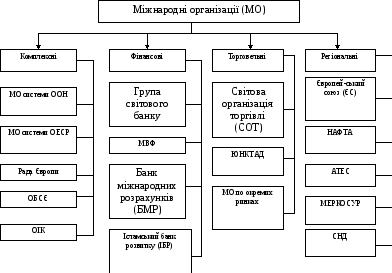 Міжнародні організації (МО)
Комплексні
Фінансові
Торговельні
Регіональні
МО системи ООН
МО системи ОЕСР
Рада Європи
ОБСЄ
ОІК
Група
світового
банку
МВФ
Банк
міжнародних
розрахунків
(БМР)
Ісламський банк
розвитку (ІБР)
Світова
організація
торгівлі
(СОТ)
ЮНКТАД
МО по окремих
ринках
Європей-ський
союз (ЄС)
НАФТА
АТЕС
МЕРКОСУР
СНД